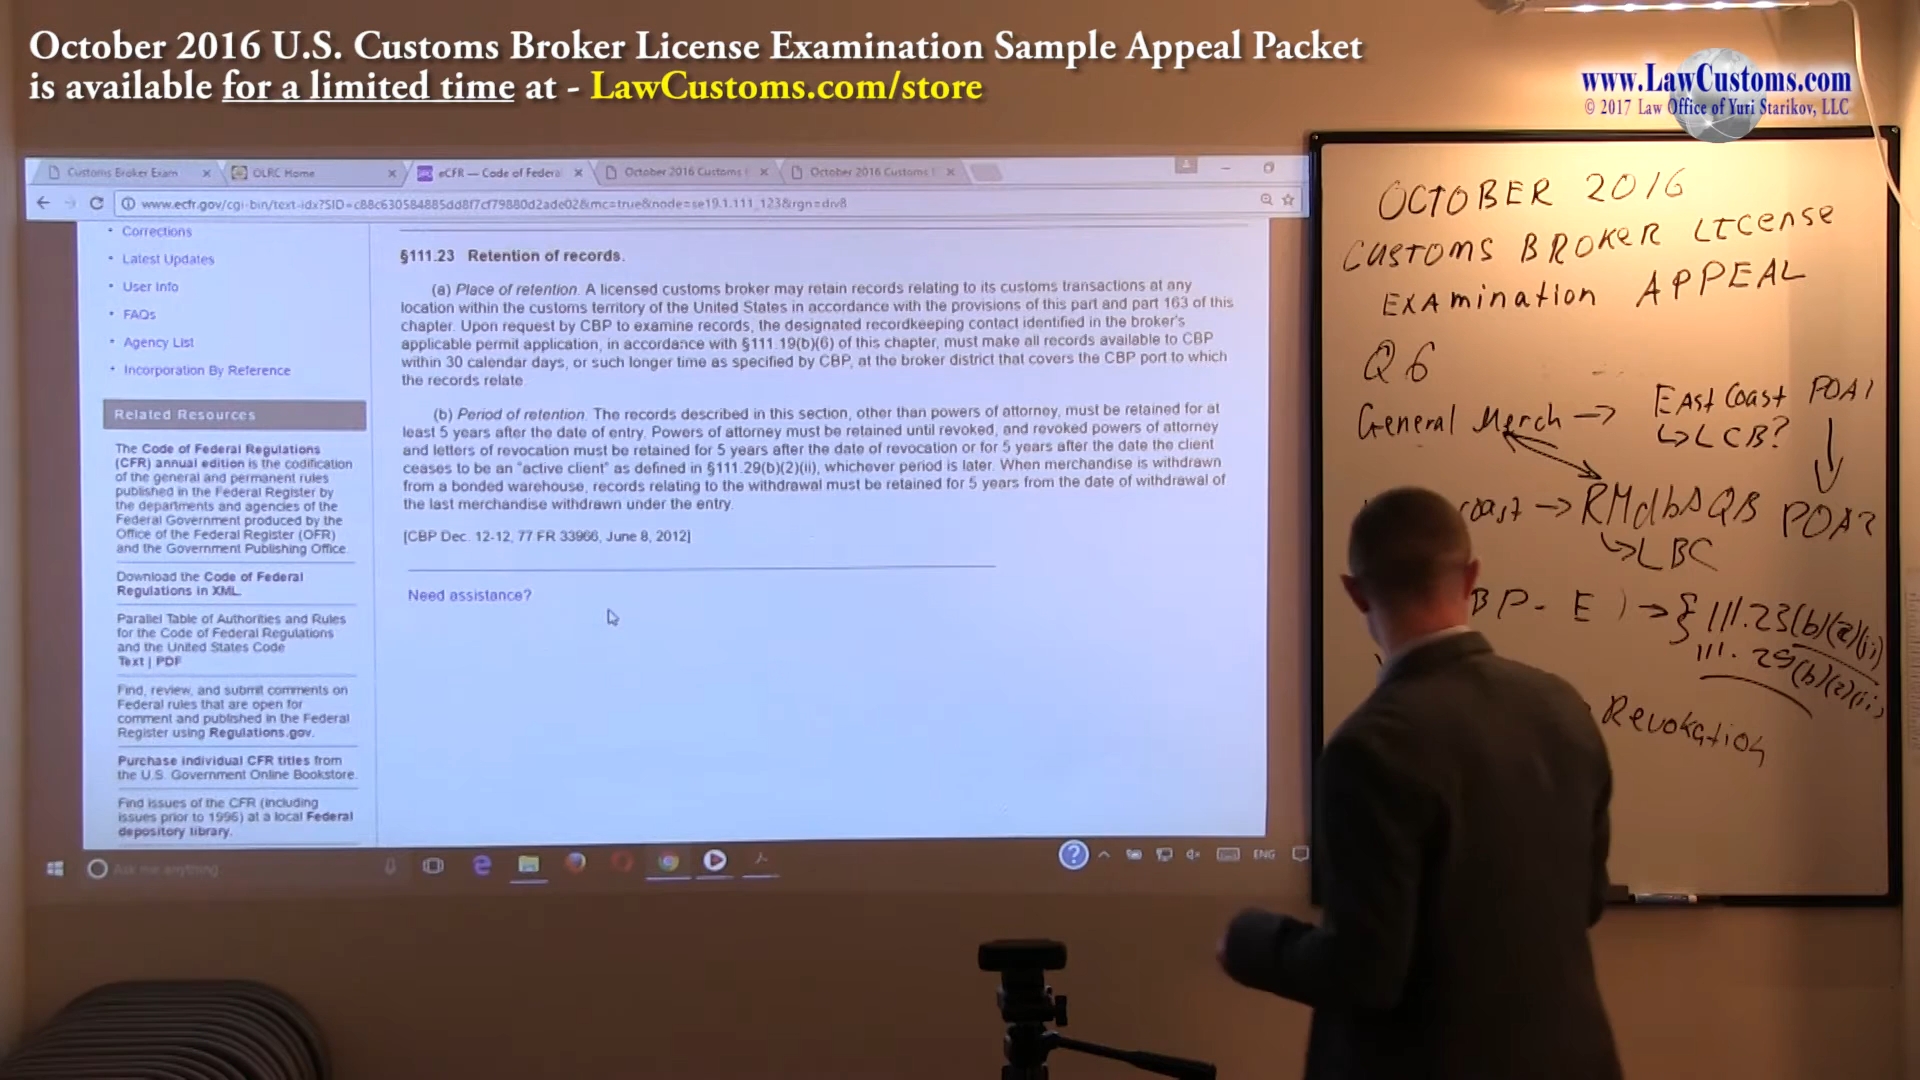 October 2016 U.S. Customs Broker License Examination Sample Appeal Packet
is available for a limited time at - LawCustoms.com/store
www.LawCustoms.com
© 2017 Law Office of Yuri Starikov, LLC
Customs Broker Exam
OLRC Home
eCFR — Code of Federal
October 2016 Customs
October 2016 Customs
www.ecfr.gov/cgi-bin/text-idx?SID=c88c630584885dd8f7cf79880d2ade02&mc=true&node=se19.1.111_123&rgn=div8
Corrections
Latest Updates
User Info
FAQs
Agency List
Incorporation By Reference
Related Resources
The Code of Federal Regulations
(CFR) annual edition is the codification
of the general and permanent rules
published in the Federal Register by
the departments and agencies of the
Federal Government produced by the
Office of the Federal Register (OFR)
and the Government Publishing Office.
Download the Code of Federal
Regulations in XML.
Parallel Table of Authorities and Rules
for the Code of Federal Regulations
and the United States Code
Text | PDF
Find, review, and submit comments on
Federal rules that are open for
comment and published in the Federal
Register using Regulations.gov.
Purchase individual CFR titles from
the U.S. Government Online Bookstore.
Find issues of the CFR (including
issues prior to 1996) at a local Federal
depository library.
§111.23 Retention of records.
(a) Place of retention. A licensed customs broker may retain records relating to its customs transactions at any
location within the customs territory of the United States in accordance with the provisions of this part and part 163 of this
chapter. Upon request by CBP to examine records, the designated recordkeeping contact identified in the broker's
applicable permit application, in accordance with §111.19(b)(6) of this chapter, must make all records available to CBP
within 30 calendar days, or such longer time as specified by CBP, at the broker district that covers the CBP port to which
the records relate.
(b) Period of retention. The records described in this section, other than powers of attorney, must be retained for at
least 5 years after the date of entry. Powers of attorney must be retained until revoked, and revoked powers of attorney
and letters of revocation must be retained for 5 years after the date of revocation or for 5 years after the date the client
ceases to be an "active client" as defined in §111.29(b)(2)(ii), whichever period is later. When merchandise is withdrawn
from a bonded warehouse, records relating to the withdrawal must be retained for 5 years from the date of withdrawal of
the last merchandise withdrawn under the entry.
[CBP Dec. 12-12, 77 FR 33966, June 8, 2012]
Need assistance?
Ask me anything
ENG
OCTOBER 2016
CUSTOMS BROKER LICENSE
EXAMINATION APPEAL
Q6
General Merch → East Coast POA1
↳ LCB?
coast → RMdbAQB POA2
↳ LBC
BP - E ) → { 111.23(b)(2)(ii)
111.29(b)(2)(ii)
Revokation